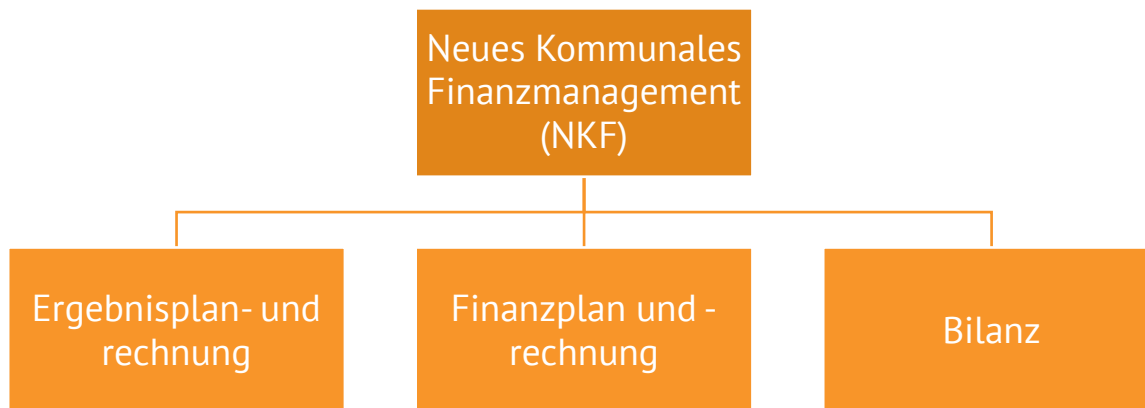 Neues Kommunales
Finanzmanagement
(NKF)
Ergebnisplan- und
rechnung
Finanzplan und -
rechnung
Bilanz